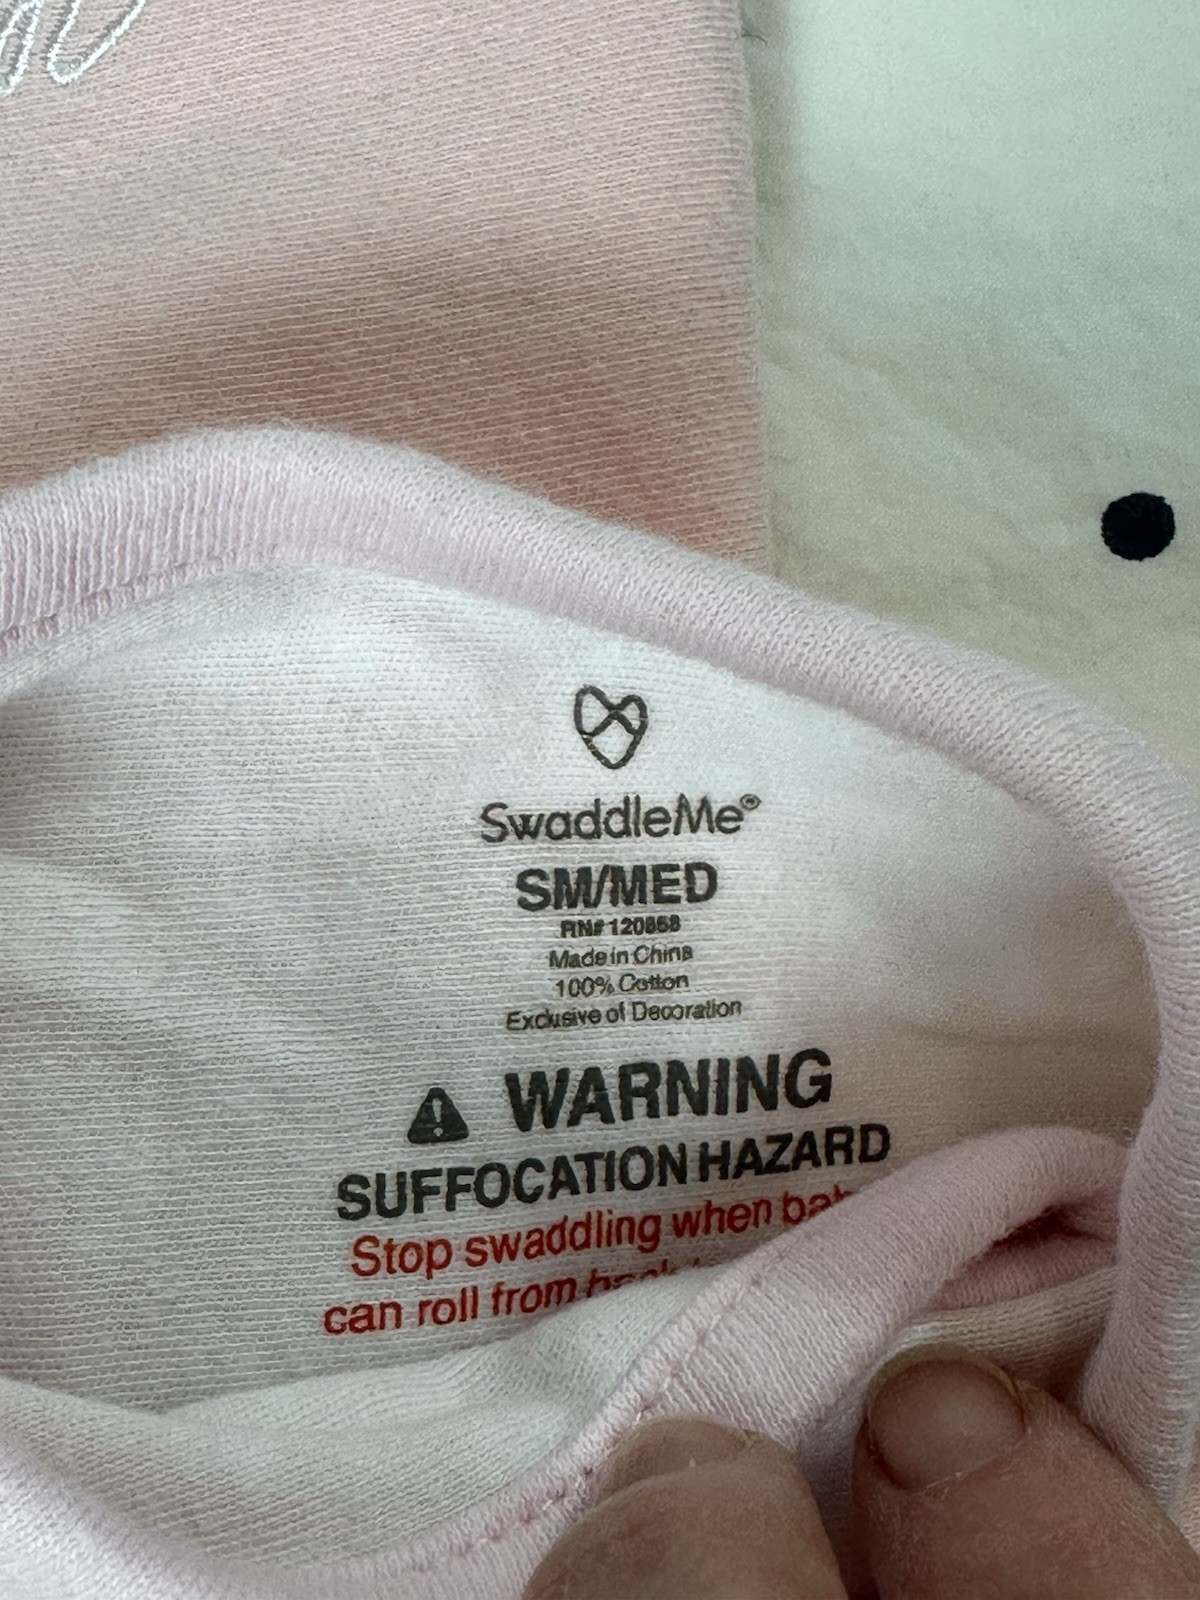 SwaddleMe®
SM/MED
RN# 120858
Made in China
100% Cotton
Exclusive of Decoration
WARNING
SUFFOCATION HAZARD
Stop swaddling when
can roll from